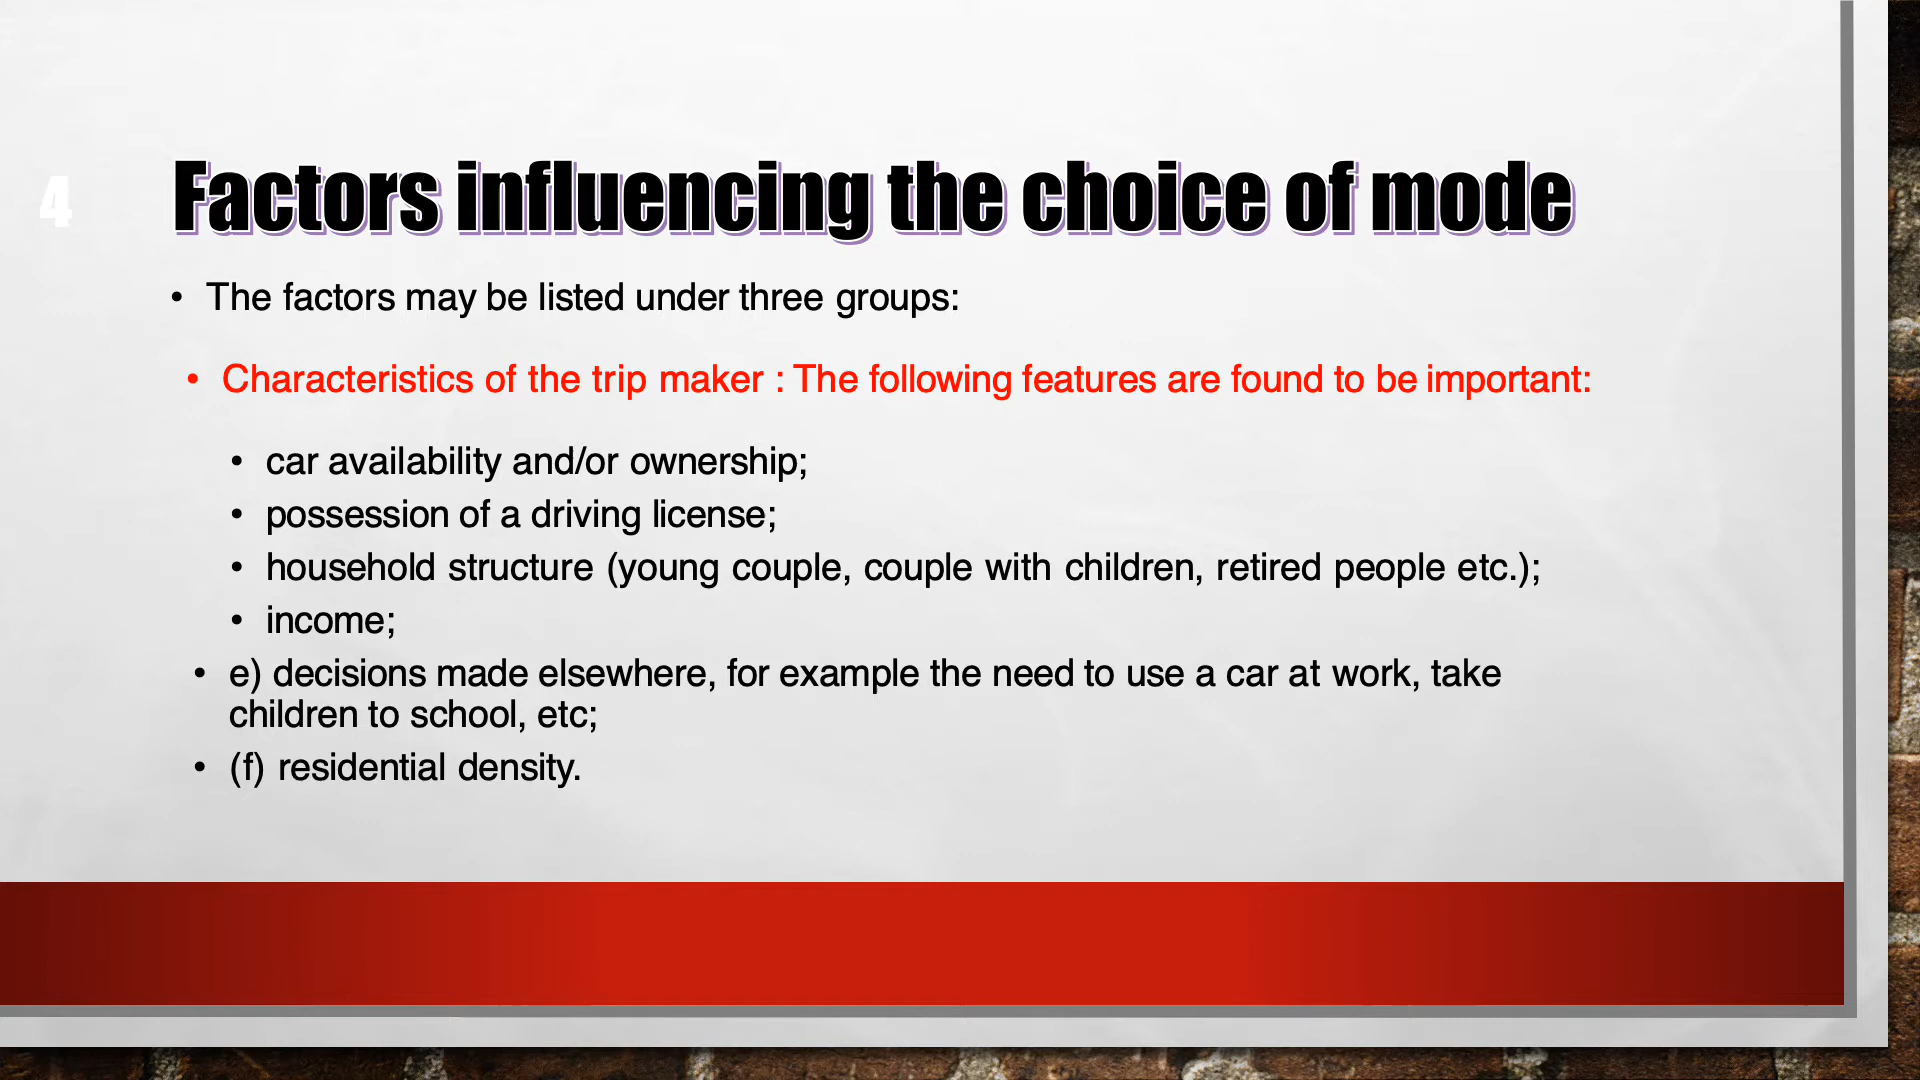 4
Factors influencing the choice of mode
• The factors may be listed under three groups:
• Characteristics of the trip maker : The following features are found to be important:
• car availability and/or ownership;
• possession of a driving license;
• household structure (young couple, couple with children, retired people etc.);
• income;
• e) decisions made elsewhere, for example the need to use a car at work, take
children to school, etc;
• (f) residential density.